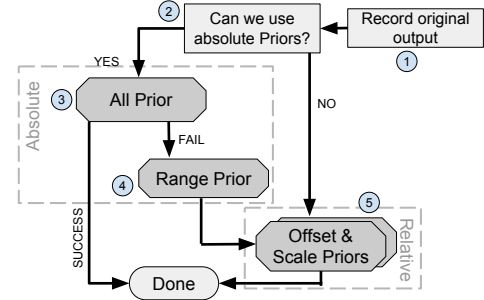 2
Can we use
absolute Priors?
Record original
output
1
YES
NO
Absolute
3
All Prior
FAIL
4
Range Prior
SUCCESS
5
Offset &
Scale Priors
Relative
Done